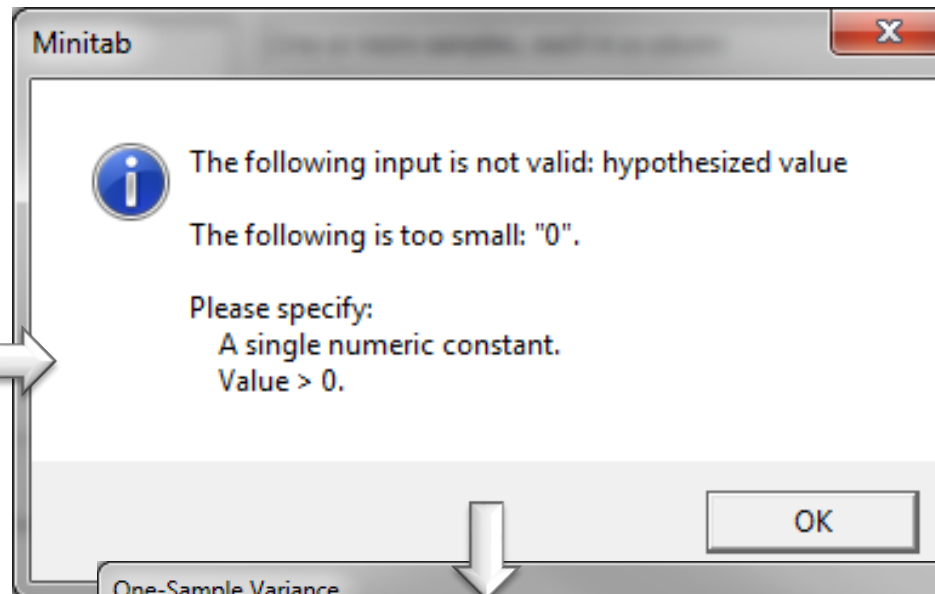 Minitab
The following input is not valid: hypothesized value
The following is too small: "0".
Please specify:
A single numeric constant.
Value > 0.
OK
One-Sample Variance